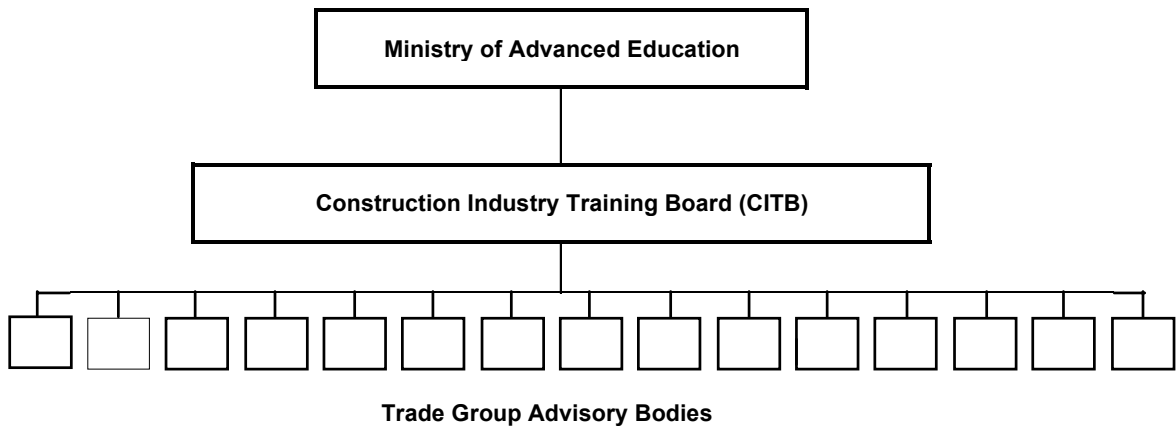 Ministry of Advanced Education
Construction Industry Training Board (CITB)
Trade Group Advisory Bodies